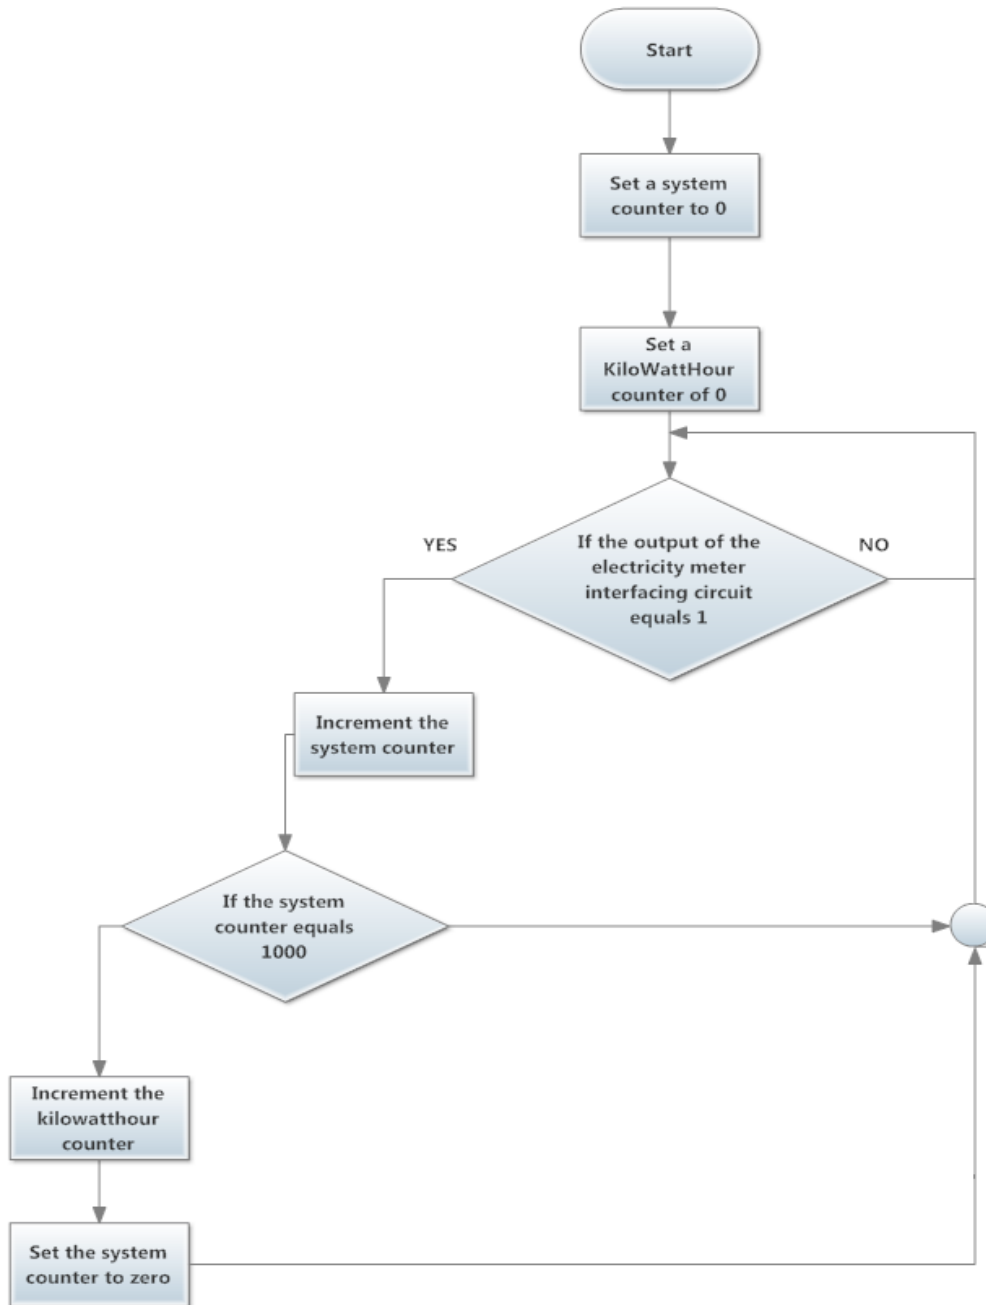 Start
Set a system
counter to 0
Set a
KiloWattHour
counter of 0
YES
If the output of the
electricity meter
interfacing circuit
equals 1
NO
Increment the
system counter
If the system
counter equals
1000
Increment the
kilowatthour
counter
Set the system
counter to zero